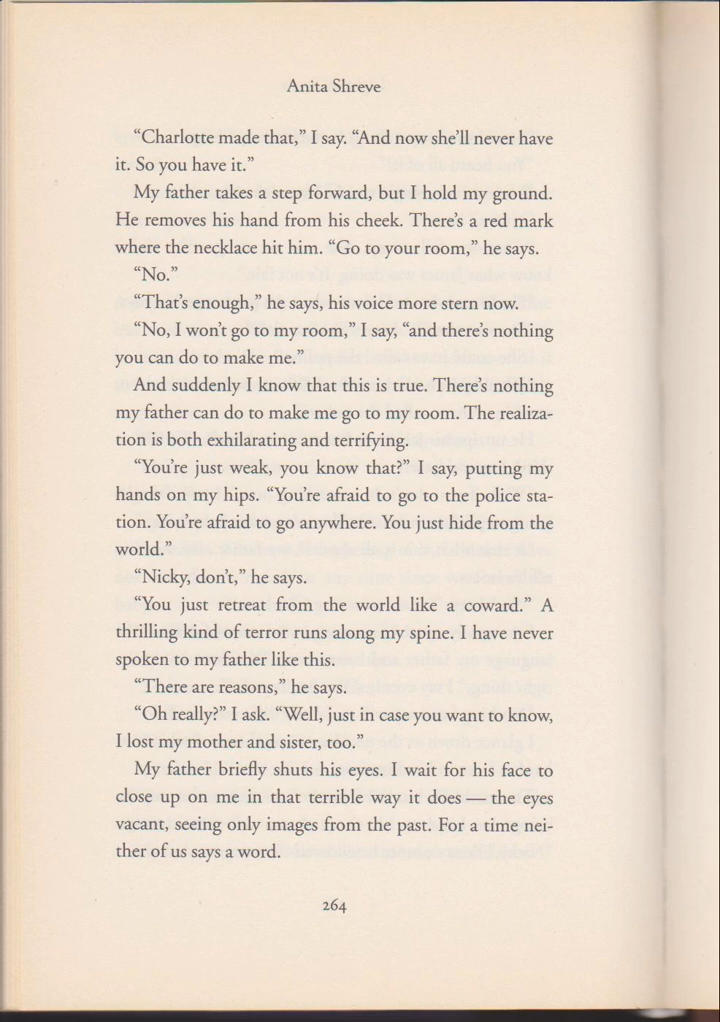 Anita Shreve
“Charlotte made that,” I say. “And now she’ll never have
it. So you have it.”
My father takes a step forward, but I hold my ground.
He removes his hand from his cheek. There’s a red mark
where the necklace hit him. “Go to your room,” he says.
“No.”
“That’s enough,” he says, his voice more stern now.
“No, I won’t go to my room,” I say, “and there’s nothing
you can do to make me.”
And suddenly I know that this is true. There’s nothing
my father can do to make me go to my room. The realiza-
tion is both exhilarating and terrifying.
“You’re just weak, you know that?” I say, putting my
hands on my hips. “You’re afraid to go to the police sta-
tion. You’re afraid to go anywhere. You just hide from the
world.”
“Nicky, don’t,” he says.
“You just retreat from the world like a coward.” A
thrilling kind of terror runs along my spine. I have never
spoken to my father like this.
“There are reasons,” he says.
“Oh really?” I ask. “Well, just in case you want to know,
I lost my mother and sister, too.”
My father briefly shuts his eyes. I wait for his face to
close up on me in that terrible way it does — the eyes
vacant, seeing only images from the past. For a time nei-
ther of us says a word.
264